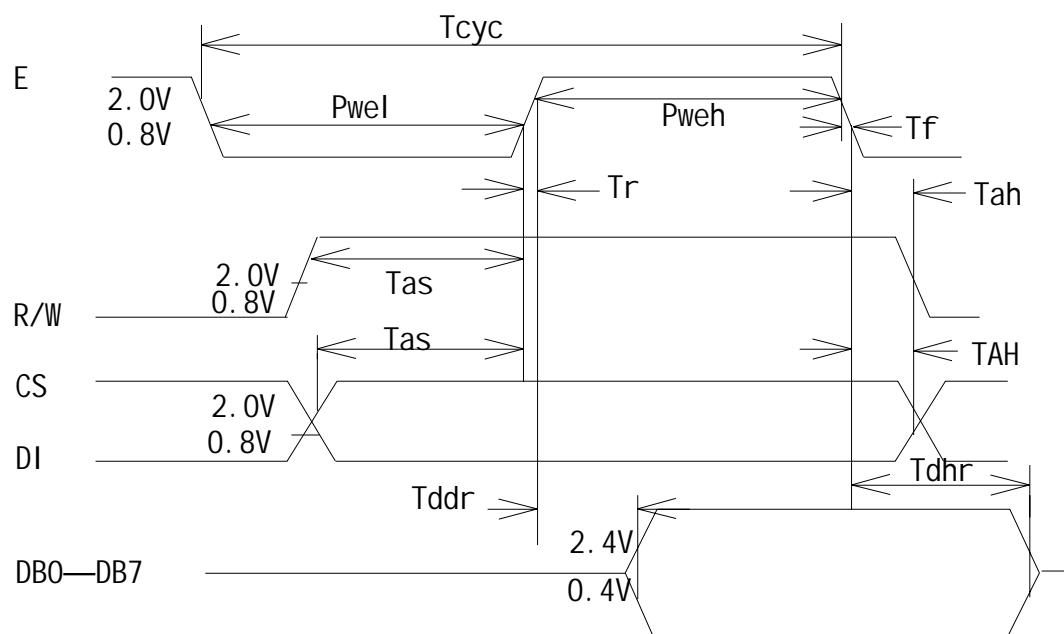 Tcyc
E
2.0V
Pwel
Pweh
Tf
0.8V
Tr
Tah
2.0V
Tas
0.8V
R/W
Tas
TAH
CS
2.0V
0.8V
DI
Tdhr
Tddr
2.4V
DB0—DB7
0.4V